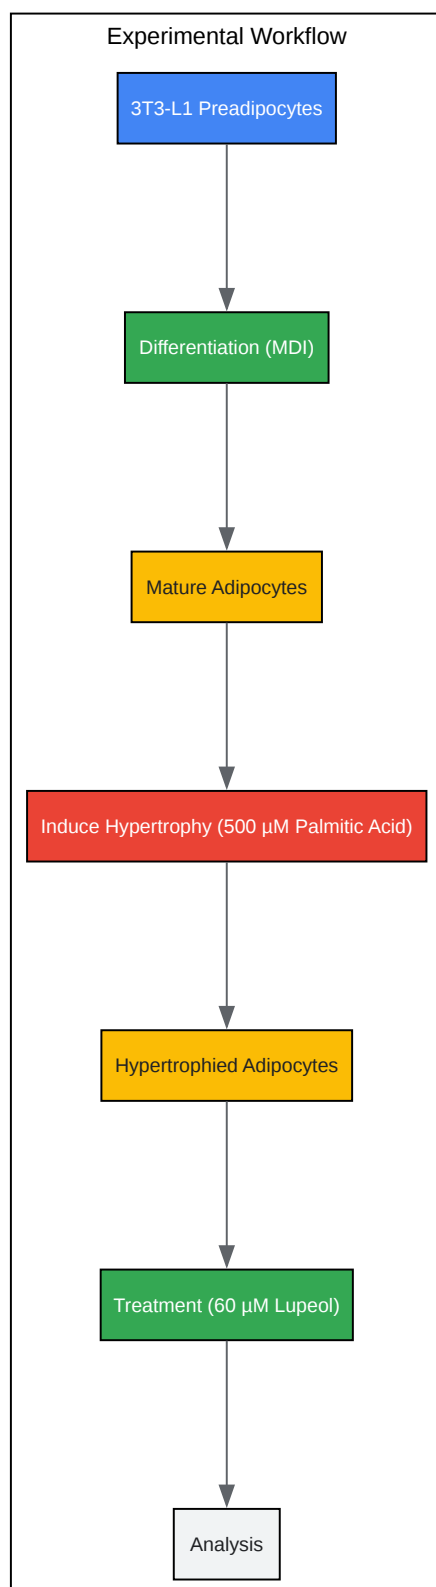 Experimental Workflow
3T3-L1 Preadipocytes
Differentiation (MDI)
Mature Adipocytes
Induce Hypertrophy (500 µM Palmitic Acid)
Hypertrophied Adipocytes
Treatment (60 µM Lupeol)
Analysis